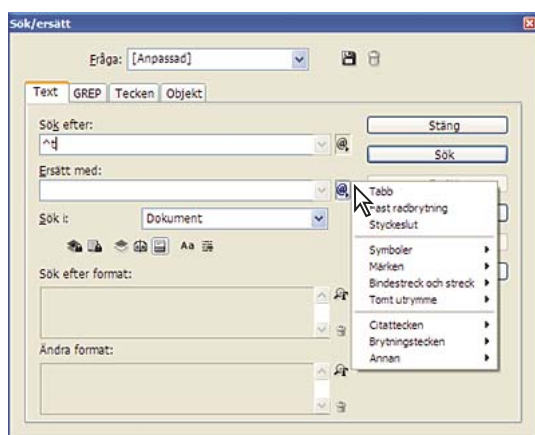 Sök/ersätt
Fråga: [Anpassad]
Text GREP Tecken Objekt
Sök efter:
^t
Stäng
Sök
Ersätt med:
Tabb
Fast radbrytning
Styckeslut
Sök i: Dokument
Symboler
Märken
Bindestreck och streck
Tomt utrymme
Aa
Sök efter format:
Citattecken
Brytningstecken
Annan
Ändra format: